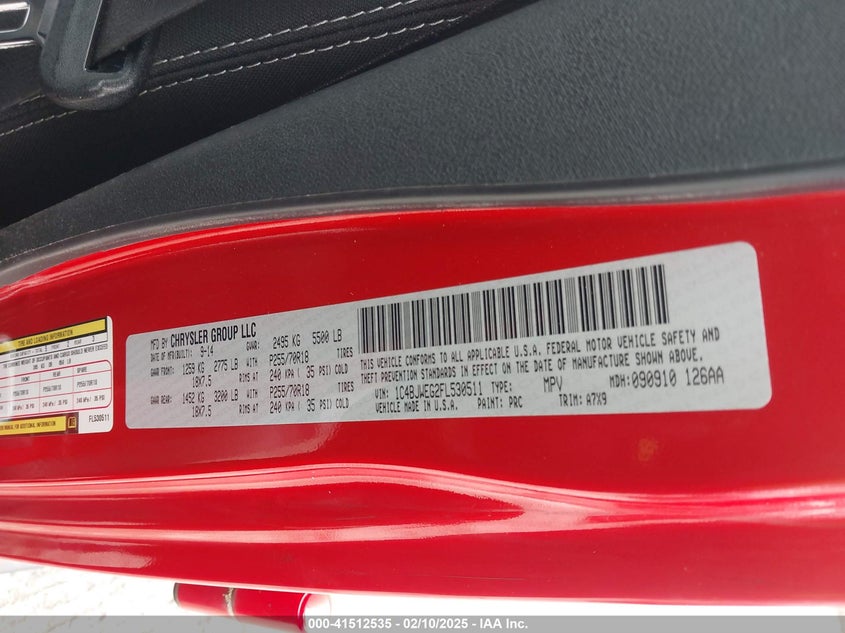 MFD BY CHRYSLER GROUP LLC
DATE OF MFR(BUILT): 9-14 GVWR: 2495 KG 5500 LB
GAWR FRONT: 1259 KG 2775 LB WITH P255/70R18 TIRES
18X7.5 RIMS AT 240 KPA ( 35 PSI) COLD
GAWR REAR: 1452 KG 3200 LB WITH P255/70R18 TIRES
18X7.5 RIMS AT 240 KPA ( 35 PSI) COLD
THIS VEHICLE CONFORMS TO ALL APPLICABLE U.S.A. FEDERAL MOTOR VEHICLE SAFETY AND
THEFT PREVENTION STANDARDS IN EFFECT ON THE DATE OF MANUFACTURE SHOWN ABOVE.
VIN: 1C4BJWEG2FL530511 TYPE: MPV MDH: 090910 126AA
VEHICLE MADE IN U.S.A. PAINT: PRC TRIM: A7X9
TIRE AND LOADING INFORMATION
FL530511
000-41512535 - 02/10/2025 - IAA Inc.